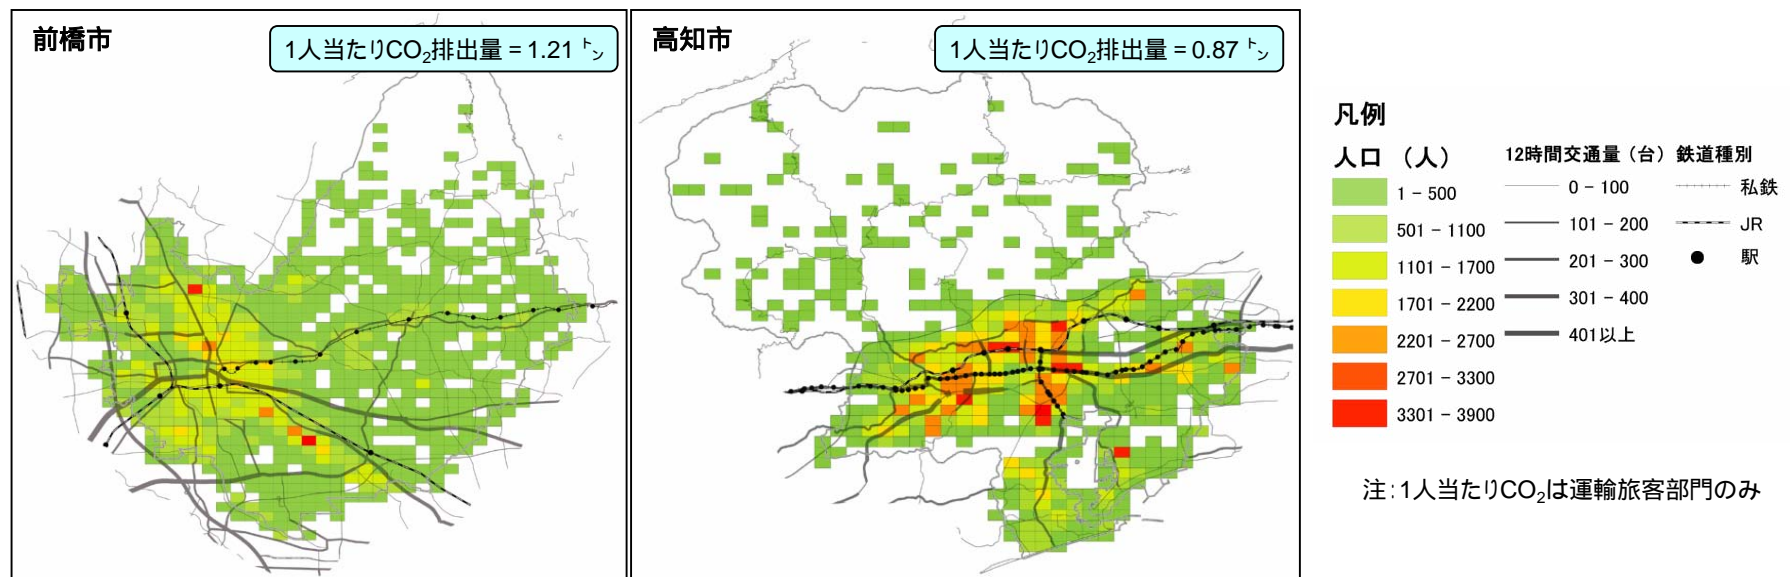 前橋市
1人当たりCO₂排出量 = 1.21 ㌧
高知市
1人当たりCO₂排出量 = 0.87 ㌧
凡例
人口 (人)
1 - 500
501 - 1100
1101 - 1700
1701 - 2200
2201 - 2700
2701 - 3300
3301 - 3900
12時間交通量(台)
0 - 100
101 - 200
201 - 300
301 - 400
401以上
鉄道種別
私鉄
JR
駅
注:1人当たりCO₂は運輸旅客部門のみ